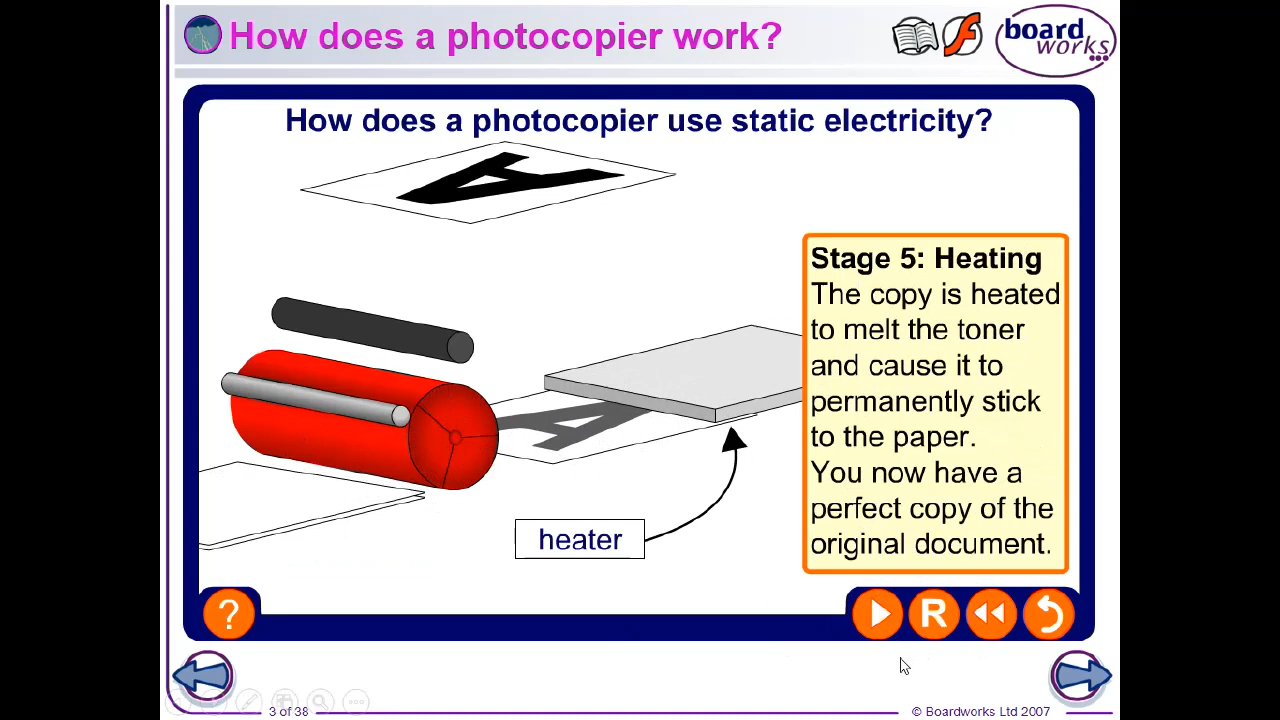 How does a photocopier work?
board
works
How does a photocopier use static electricity?
A
Stage 5: Heating
The copy is heated
to melt the toner
and cause it to
permanently stick
to the paper.
You now have a
perfect copy of the
original document.
A
heater
?
R
3 of 38
© Boardworks Ltd 2007